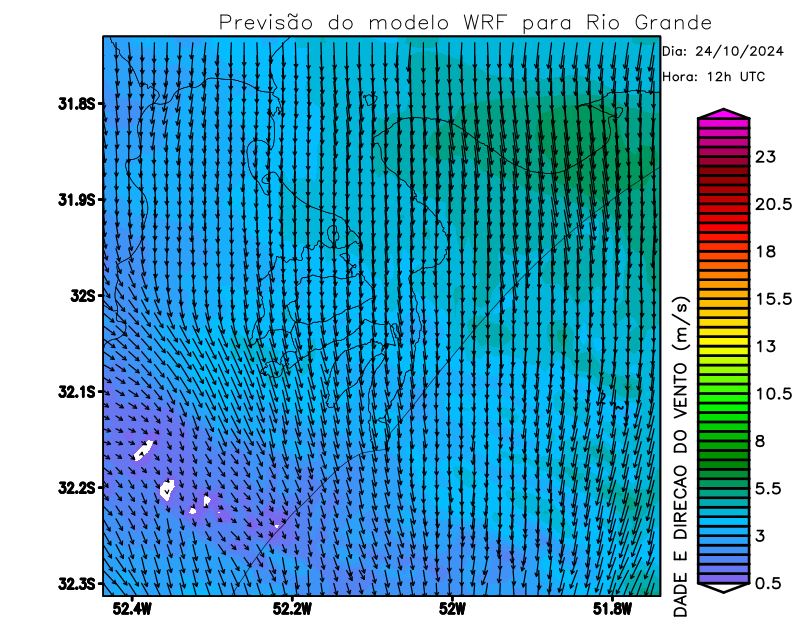 Previsão do modelo WRF para Rio Grande
Dia: 24/10/2024
Hora: 12h UTC
31.8S
31.9S
32S
32.1S
32.2S
32.3S
52.4W
52.2W
52W
51.8W
23
20.5
18
15.5
13
10.5
8
5.5
3
0.5
DADE E DIRECAO DO VENTO (m/s)